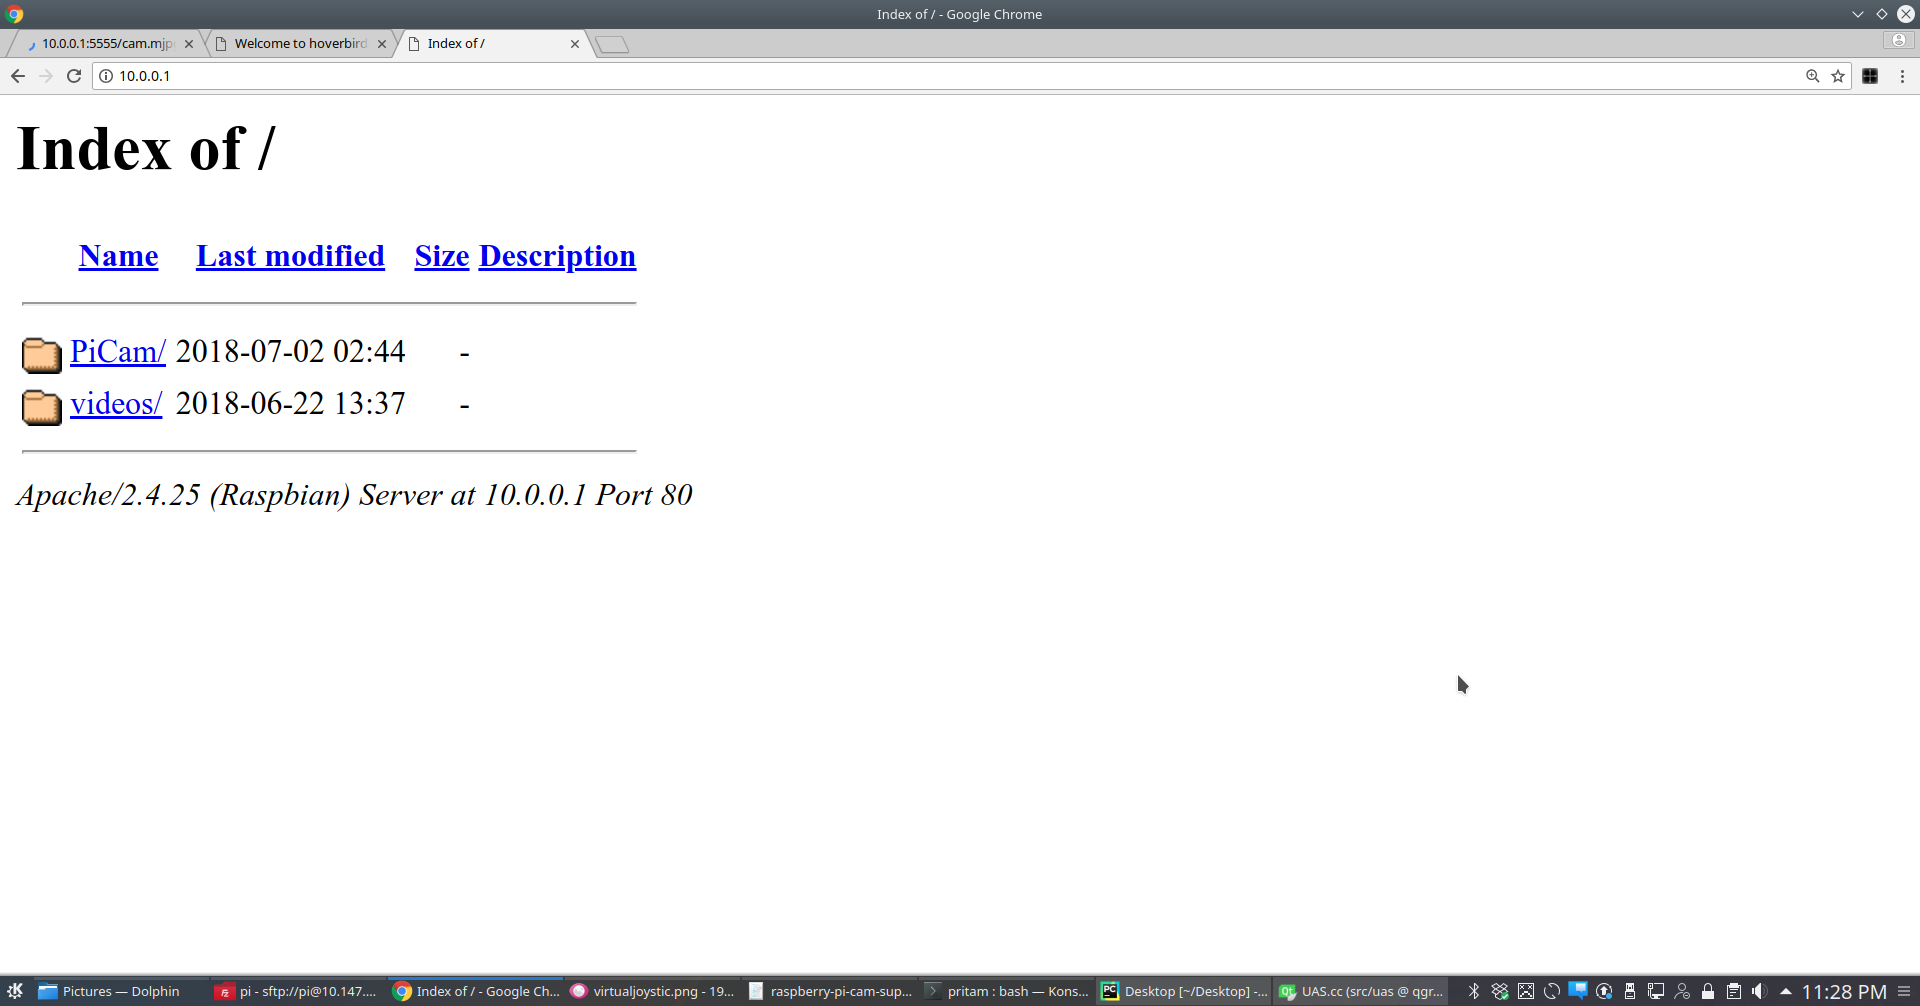 Index of / - Google Chrome
10.0.0.1:5555/cam.mjp
Welcome to hoverbird
Index of /
10.0.0.1
Index of /
Name Last modified Size Description
PiCam/ 2018-07-02 02:44 -
videos/ 2018-06-22 13:37 -
Apache/2.4.25 (Raspbian) Server at 10.0.0.1 Port 80
Pictures — Dolphin
Fz
pi - sftp://pi@10.147....
Index of / - Google Ch...
virtualjoystic.png - 19...
raspberry-pi-cam-sup...
pritam : bash — Kons...
PC
Desktop [~/Desktop] -...
Qt
UAS.cc (src/uas @ qgr...
11:28 PM